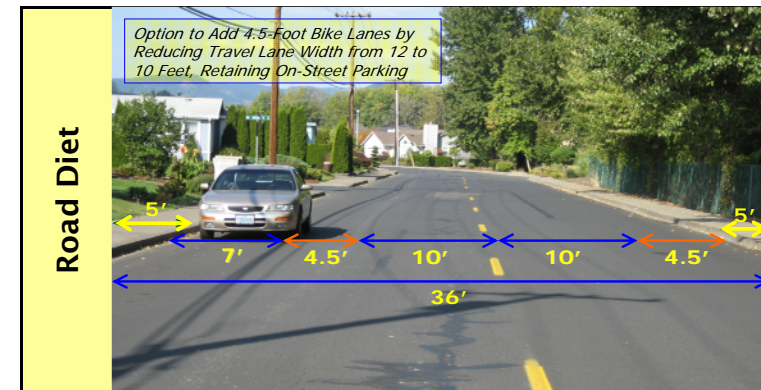 Road Diet
Option to Add 4.5-Foot Bike Lanes by
Reducing Travel Lane Width from 12 to
10 Feet, Retaining On-Street Parking
5’
5’
7’
4.5’
10’
10’
4.5’
36’